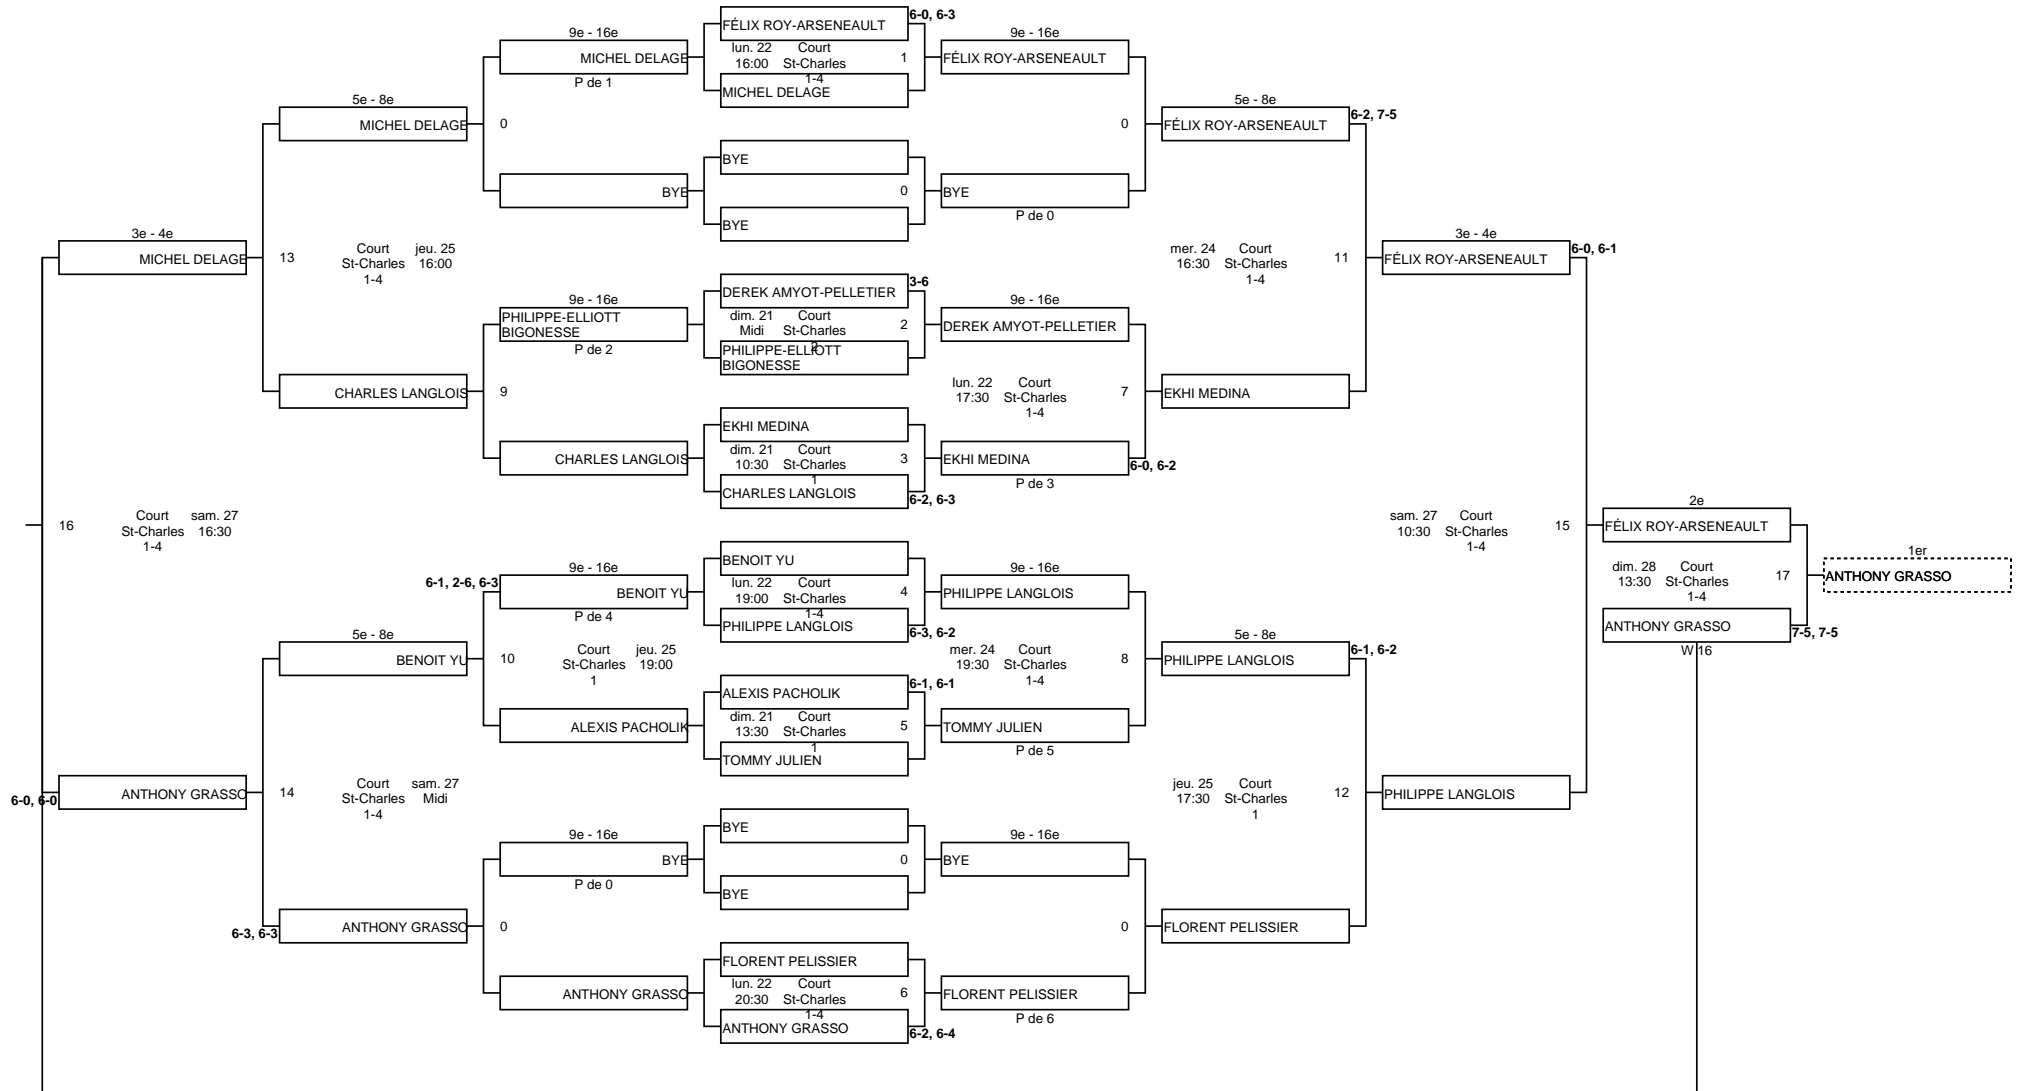 6-0, 6-3
9e - 16e
FÉLIX ROY-ARSENEAULT
9e - 16e
lun. 22 Court
MICHEL DELAGE
16:00 St-Charles
1
FÉLIX ROY-ARSENEAULT
1-4
P de 1
MICHEL DELAGE
5e - 8e
5e - 8e
6-2, 7-5
MICHEL DELAGE
0
0
FÉLIX ROY-ARSENEAULT
BYE
BYE
0
BYE
P de 0
BYE
3e - 4e
3e - 4e
Court jeu. 25
mer. 24 Court
6-0, 6-1
MICHEL DELAGE
13
St-Charles 16:00
1-4
16:30 St-Charles
1-4
11
FÉLIX ROY-ARSENEAULT
3-6
DEREK AMYOT-PELLETIER
9e - 16e
9e - 16e
PHILIPPE-ELLIOTT
BIGONESSE
dim. 21 Court
Midi St-Charles
2
2
DEREK AMYOT-PELLETIER
P de 2
PHILIPPE-ELLIOTT
BIGONESSE
CHARLES LANGLOIS
9
lun. 22 Court
17:30 St-Charles
1-4
7
EKHI MEDINA
EKHI MEDINA
CHARLES LANGLOIS
dim. 21 Court
10:30 St-Charles
1
3
EKHI MEDINA
6-0, 6-2
P de 3
CHARLES LANGLOIS
6-2, 6-3
16
Court sam. 27
St-Charles 16:30
1-4
sam. 27 Court
10:30 St-Charles
1-4
15
2e
FÉLIX ROY-ARSENEAULT
1er
dim. 28 Court
13:30 St-Charles
1-4
17
ANTHONY GRASSO
ANTHONY GRASSO
7-5, 7-5
W 16
BENOIT YU
6-1, 2-6, 6-3
9e - 16e
9e - 16e
BENOIT YU
lun. 22 Court
19:00 St-Charles
1-4
4
PHILIPPE LANGLOIS
P de 4
PHILIPPE LANGLOIS
6-3, 6-2
5e - 8e
5e - 8e
6-1, 6-2
BENOIT YU
10
Court jeu. 25
St-Charles 19:00
1
mer. 24 Court
19:30 St-Charles
1-4
8
PHILIPPE LANGLOIS
6-1, 6-1
ALEXIS PACHOLIK
ALEXIS PACHOLIK
dim. 21 Court
13:30 St-Charles
1
5
TOMMY JULIEN
P de 5
TOMMY JULIEN
6-0, 6-0
ANTHONY GRASSO
14
Court sam. 27
St-Charles Midi
1-4
jeu. 25 Court
17:30 St-Charles
1
12
PHILIPPE LANGLOIS
9e - 16e
BYE
9e - 16e
BYE
0
BYE
P de 0
BYE
6-3, 6-3
ANTHONY GRASSO
0
0
FLORENT PELISSIER
FLORENT PELISSIER
ANTHONY GRASSO
lun. 22 Court
20:30 St-Charles
1-4
6
FLORENT PELISSIER
P de 6
ANTHONY GRASSO
6-2, 6-4